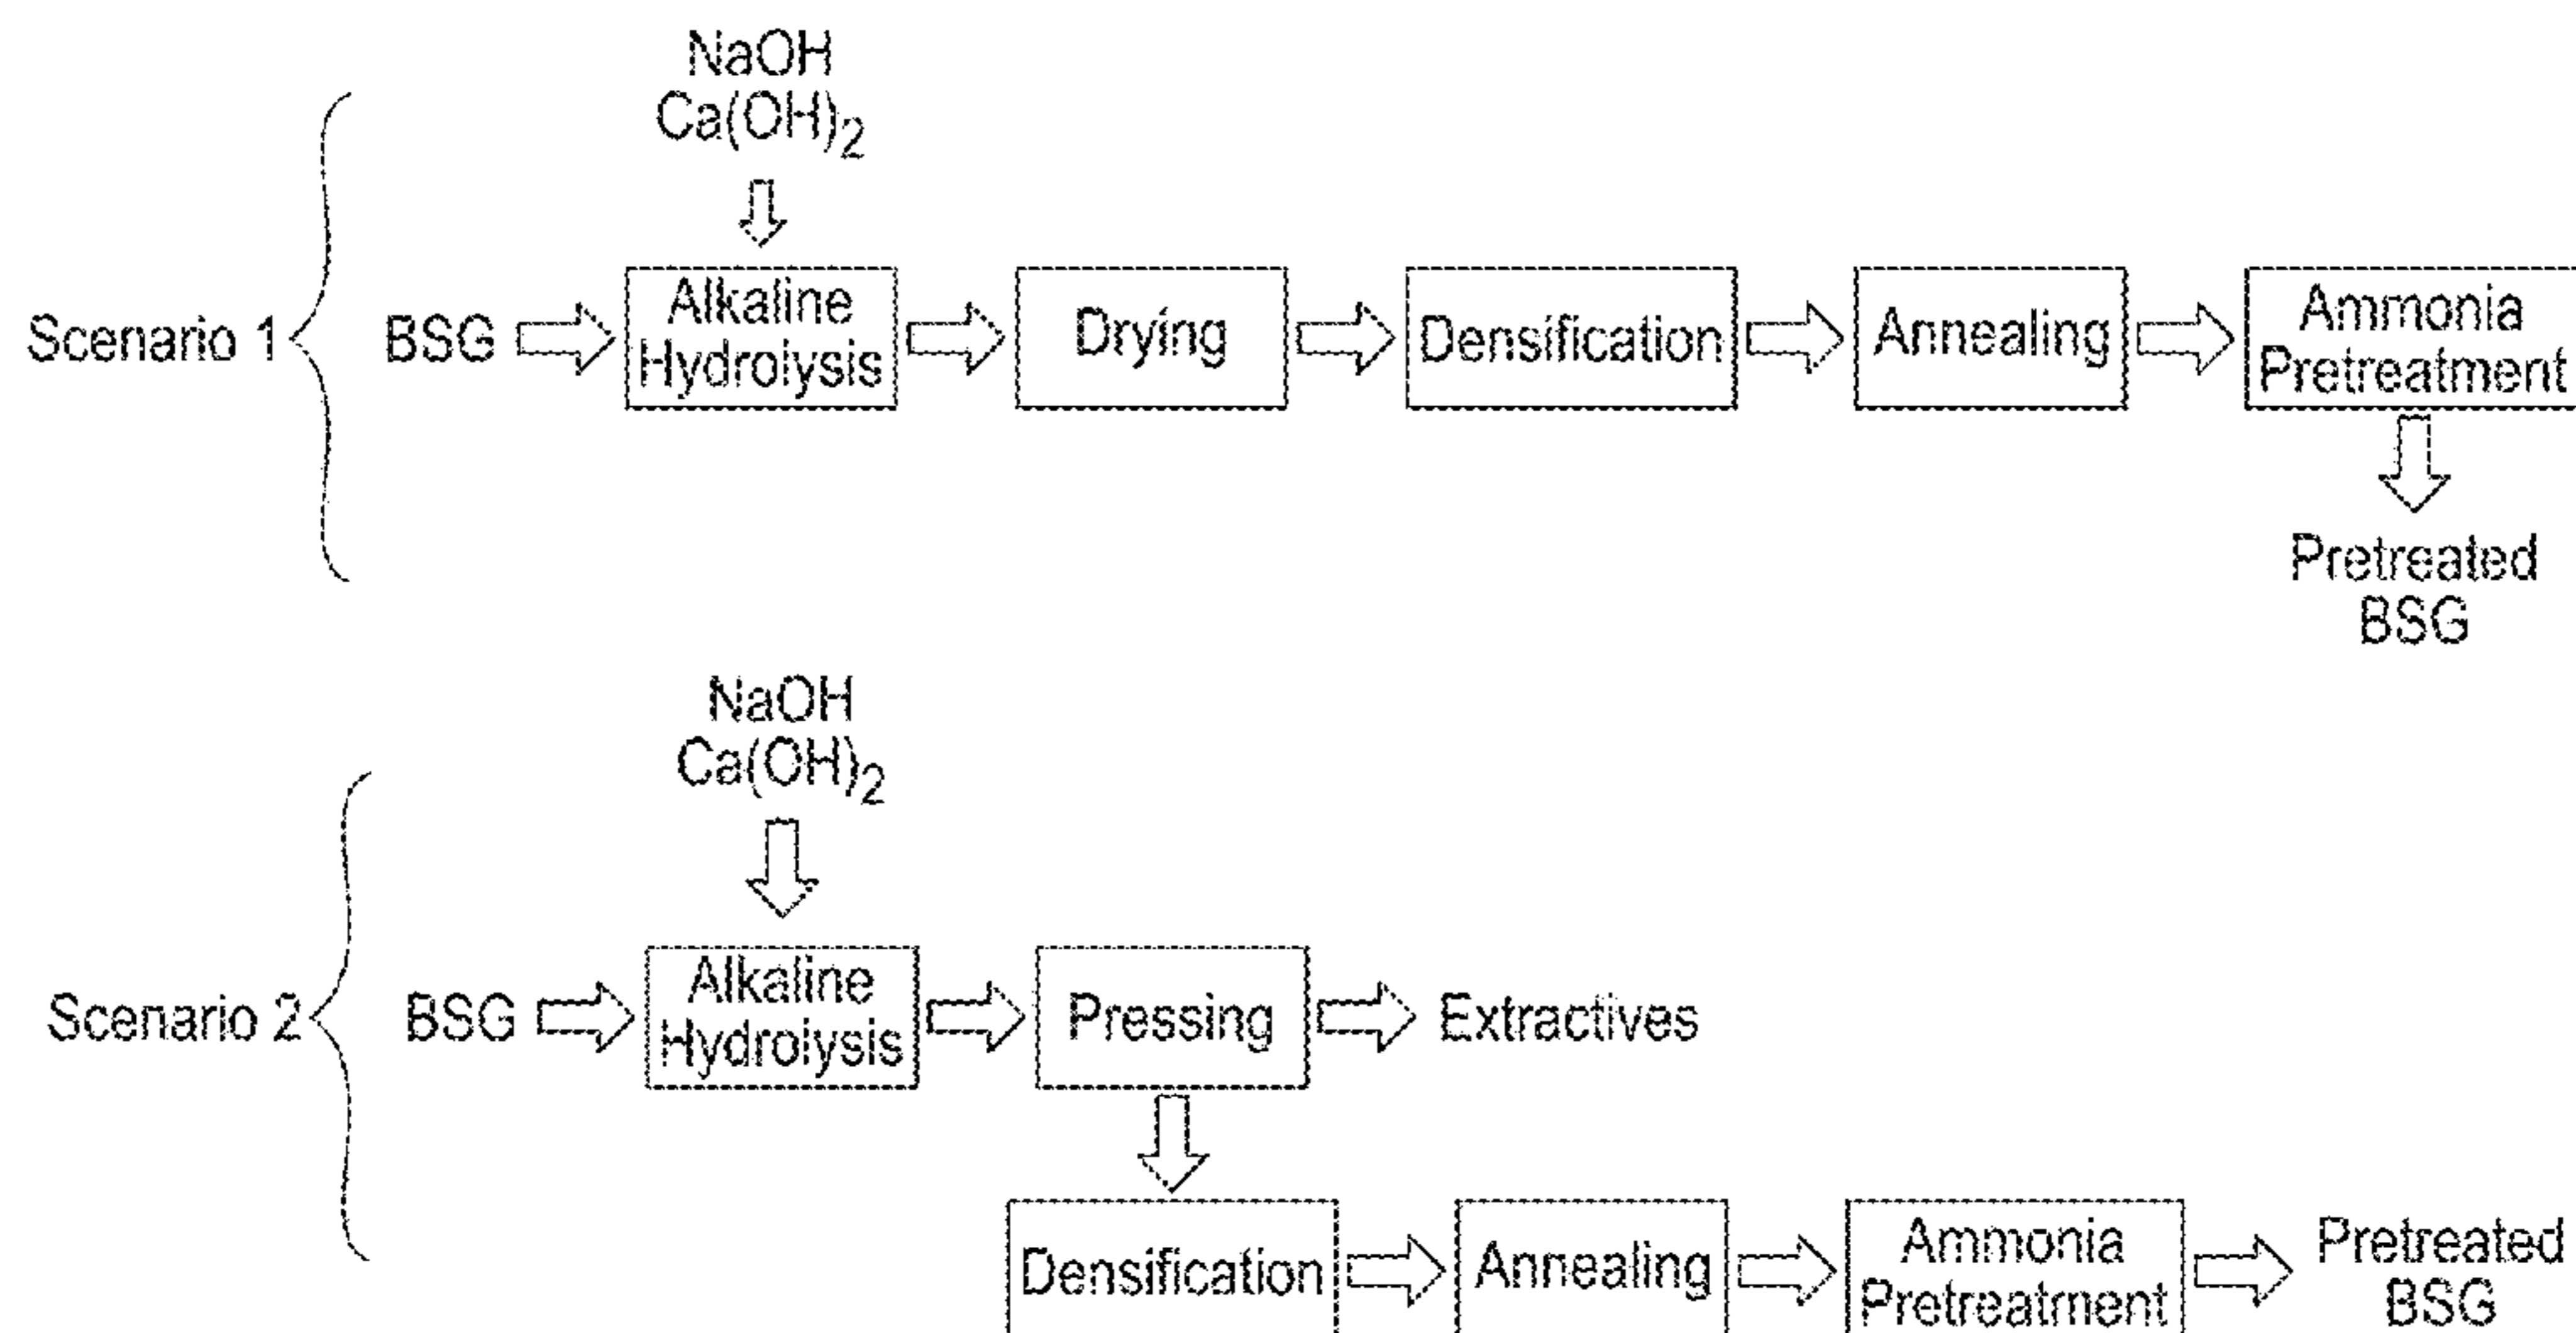 NaOH
Ca(OH)2
Scenario 1
BSG
Alkaline
Hydrolysis
Drying
Densification
Annealing
Ammonia
Pretreatment
Pretreated
BSG
NaOH
Ca(OH)2
Scenario 2
BSG
Alkaline
Hydrolysis
Pressing
Extractives
Densification
Annealing
Ammonia
Pretreatment
Pretreated
BSG